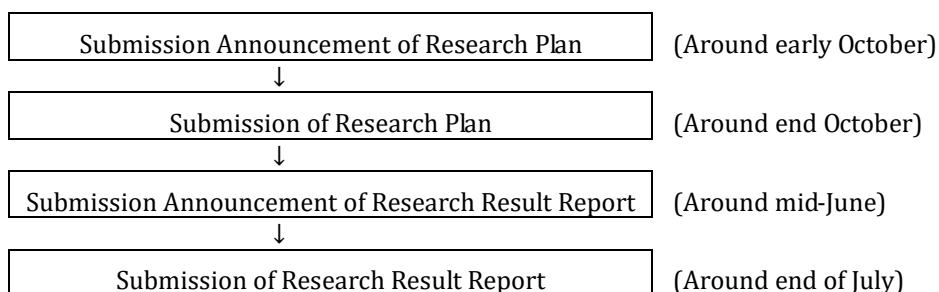 Submission Announcement of Research Plan (Around early October)
↓
Submission of Research Plan (Around end October)
↓
Submission Announcement of Research Result Report (Around mid-June)
↓
Submission of Research Result Report (Around end of July)